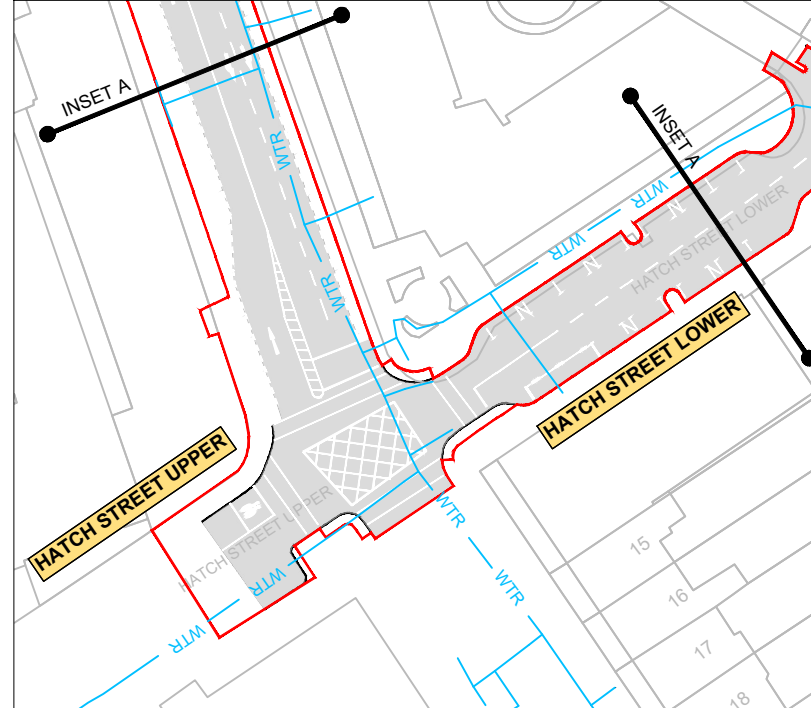 INSET A
INSET A
WTR
WTR
WTR
WTR
HATCH STREET LOWER
HATCH STREET LOWER
HATCH STREET UPPER
HATCH STREET UPPER
WTR
WTR
WTR
WTR
15
16
17
18